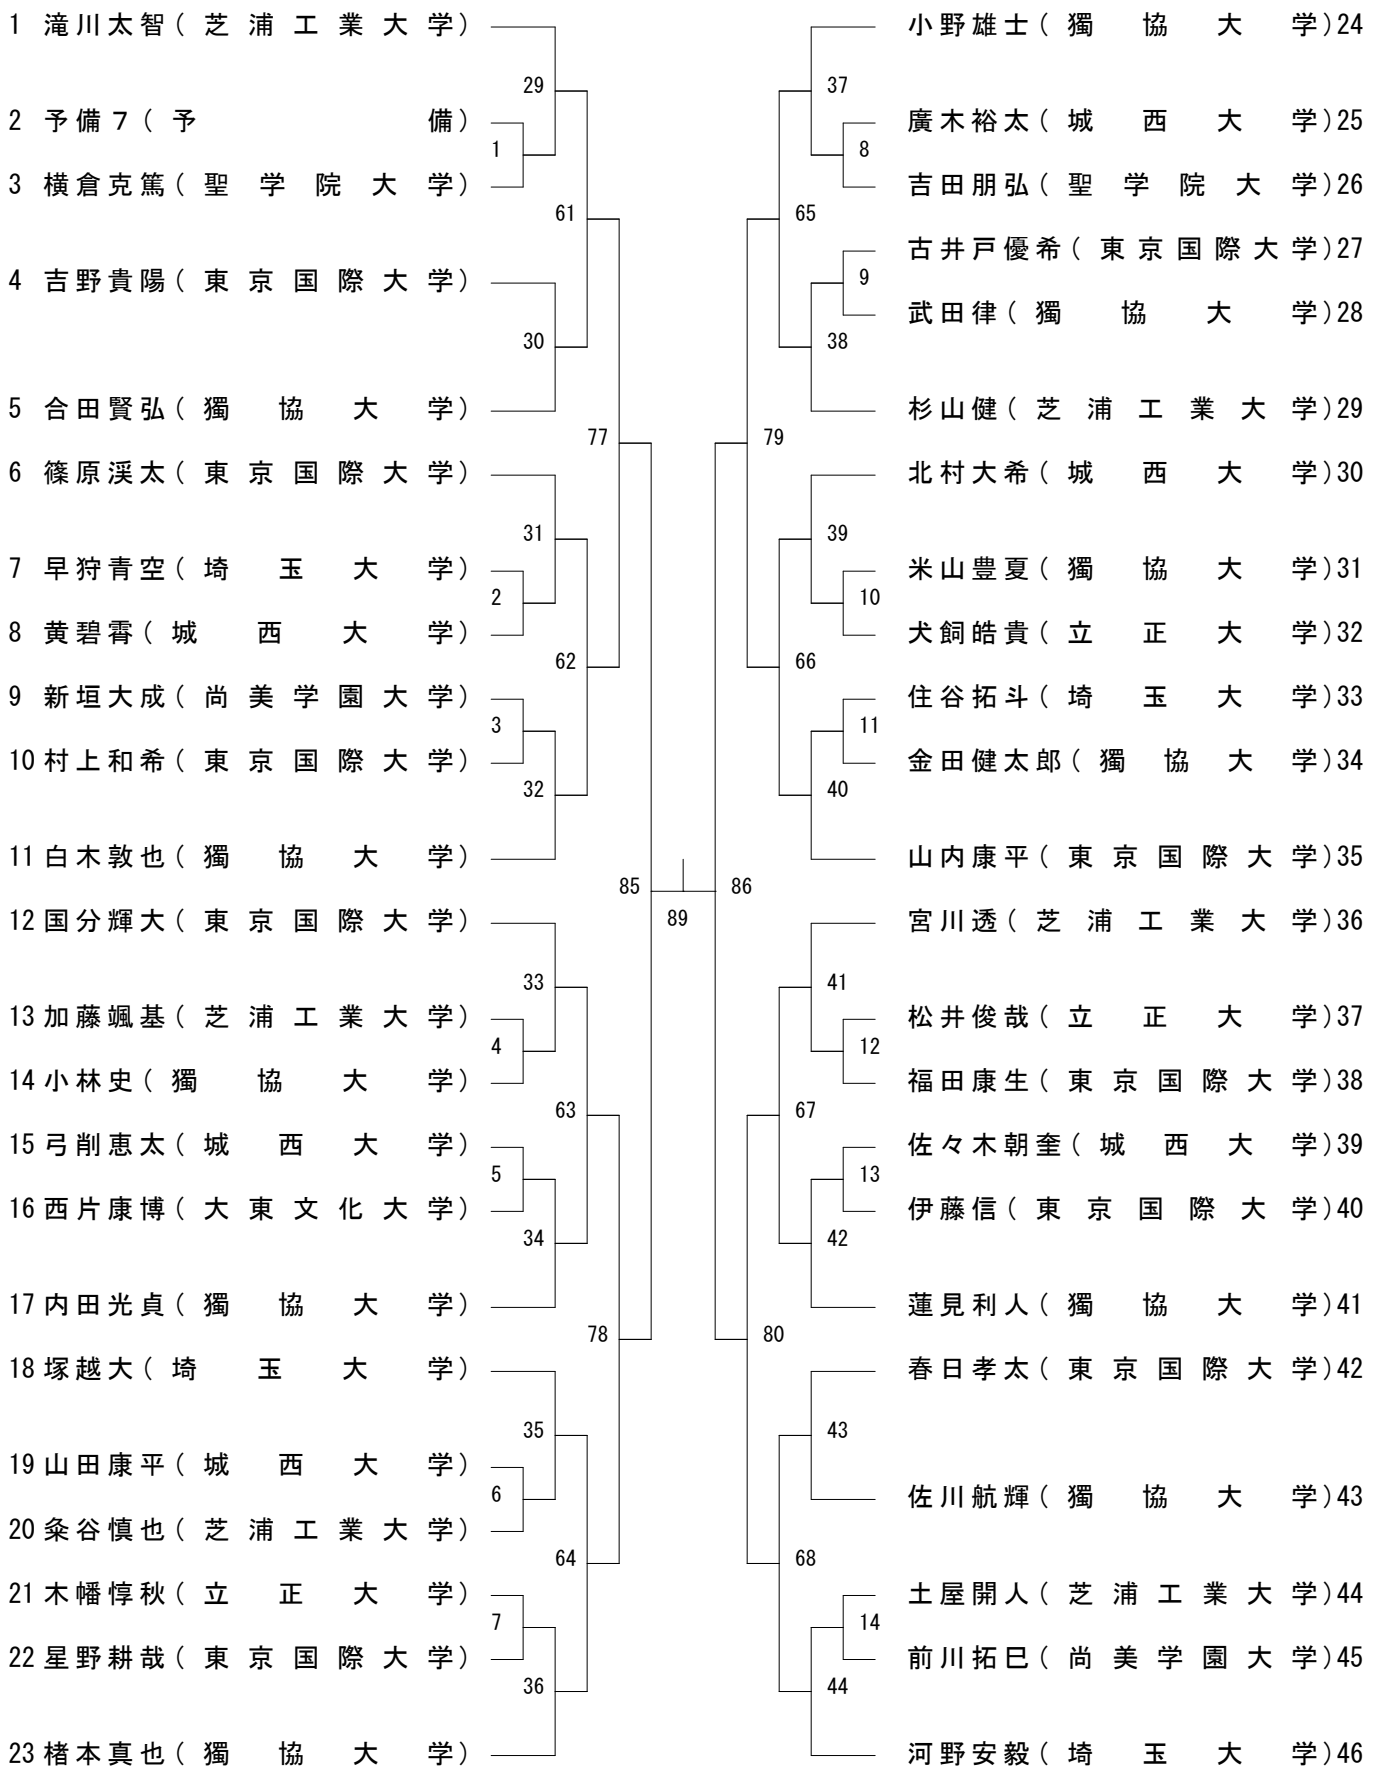 1 滝川太智(芝浦工業大学)
29
2 予備7(予備)
1
3 横倉克篤(聖学院大学)
61
4 吉野貴陽(東京国際大学)
30
5 合田賢弘(獨協大学)
77
6 篠原渓太(東京国際大学)
31
7 早狩青空(埼玉大学)
2
8 黄碧霄(城西大学)
62
9 新垣大成(尚美学園大学)
3
10 村上和希(東京国際大学)
32
11 白木敦也(獨協大学)
85
12 国分輝大(東京国際大学)
33
13 加藤颯基(芝浦工業大学)
4
14 小林史(獨協大学)
63
15 弓削恵太(城西大学)
5
16 西片康博(大東文化大学)
34
17 内田光貞(獨協大学)
78
18 塚越大(埼玉大学)
35
19 山田康平(城西大学)
6
20 粂谷慎也(芝浦工業大学)
64
21 木幡惇秋(立正大学)
7
22 星野耕哉(東京国際大学)
36
23 楮本真也(獨協大学)
89
小野雄士(獨協大学)24
37
廣木裕太(城西大学)25
8
吉田朋弘(聖学院大学)26
65
古井戸優希(東京国際大学)27
9
武田律(獨協大学)28
38
杉山健(芝浦工業大学)29
79
北村大希(城西大学)30
39
米山豊夏(獨協大学)31
10
犬飼皓貴(立正大学)32
66
住谷拓斗(埼玉大学)33
11
金田健太郎(獨協大学)34
40
山内康平(東京国際大学)35
86
宮川透(芝浦工業大学)36
41
松井俊哉(立正大学)37
12
福田康生(東京国際大学)38
67
佐々木朝奎(城西大学)39
13
伊藤信(東京国際大学)40
42
蓮見利人(獨協大学)41
80
春日孝太(東京国際大学)42
43
佐川航輝(獨協大学)43
68
土屋開人(芝浦工業大学)44
14
前川拓巳(尚美学園大学)45
44
河野安毅(埼玉大学)46